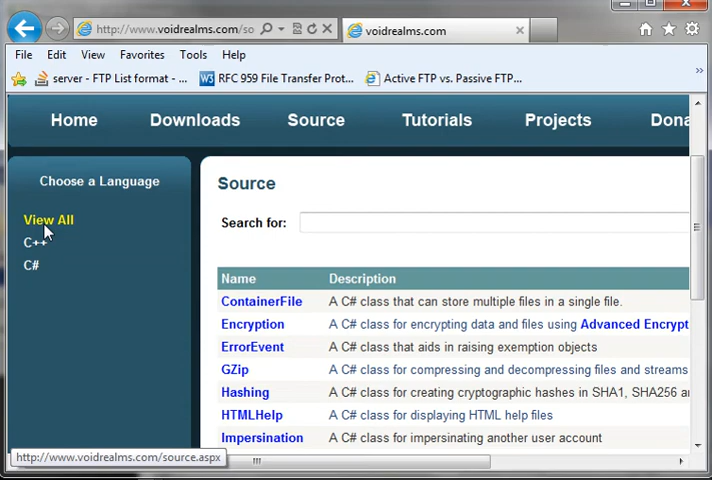 http://www.voidrealms.com/so
voidrealms.com
File Edit View Favorites Tools Help
server - FTP List format - ...
W3 RFC 959 File Transfer Prot...
Active FTP vs. Passive FTP...
Home Downloads Source Tutorials Projects Dona
Choose a Language
View All
C++
C#
Source
Search for:
Name Description
ContainerFile A C# class that can store multiple files in a single file.
Encryption A C# class for encrypting data and files using Advanced Encrypt
ErrorEvent A C# class that aids in raising exemption objects
GZip A C# class for compressing and decompressing files and streams
Hashing A C# class for creating cryptographic hashes in SHA1, SHA256 a
HTMLHelp A C# class for displaying HTML help files
Impersination A C# class for impersinating another user account
http://www.voidrealms.com/source.aspx